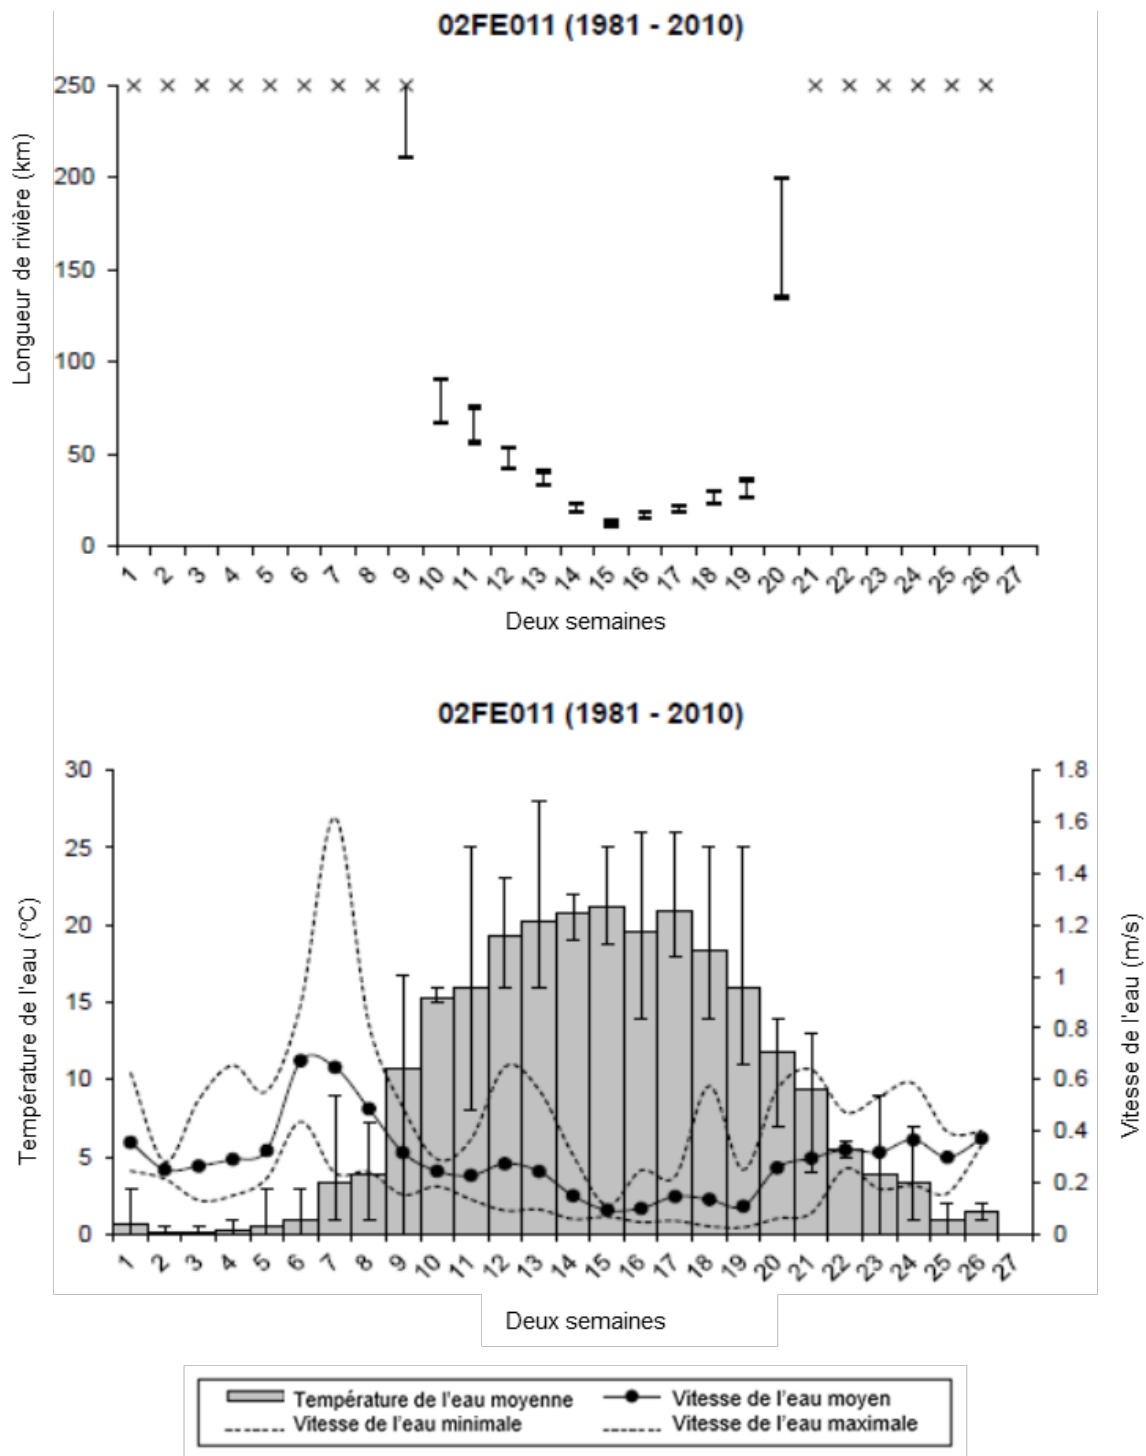 02FE011 (1981 - 2010)
Longueur de rivière (km)
250
200
150
100
50
0
1 2 3 4 5 6 7 8 9 10 11 12 13 14 15 16 17 18 19 20 21 22 23 24 25 26 27
Deux semaines
02FE011 (1981 - 2010)
Température de l'eau (°C)
30
25
20
15
10
5
0
1.8
1.6
1.4
1.2
1
0.8
0.6
0.4
0.2
0
Vitesse de l'eau (m/s)
1 2 3 4 5 6 7 8 9 10 11 12 13 14 15 16 17 18 19 20 21 22 23 24 25 26 27
Deux semaines
Température de l'eau moyenne Vitesse de l'eau moyen
Vitesse de l'eau minimale Vitesse de l'eau maximale